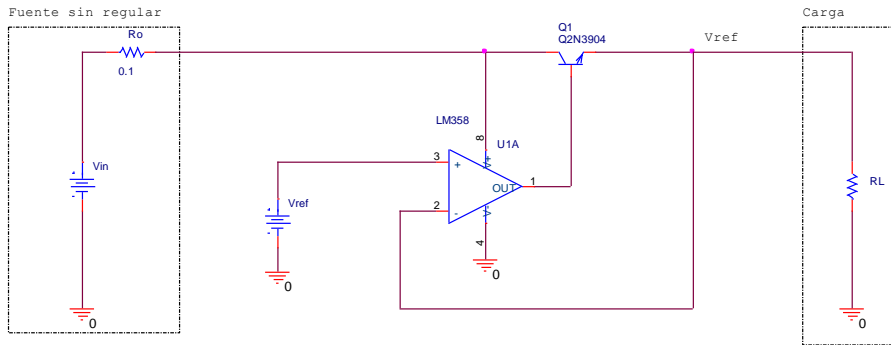 Fuente sin regular
Carga
Ro
0.1
Q1
Q2N3904
Vref
LM358
8
U1A
V+
3
+
Vin
OUT
1
RL
Vref
2
-
V-
4
0
0
0
0